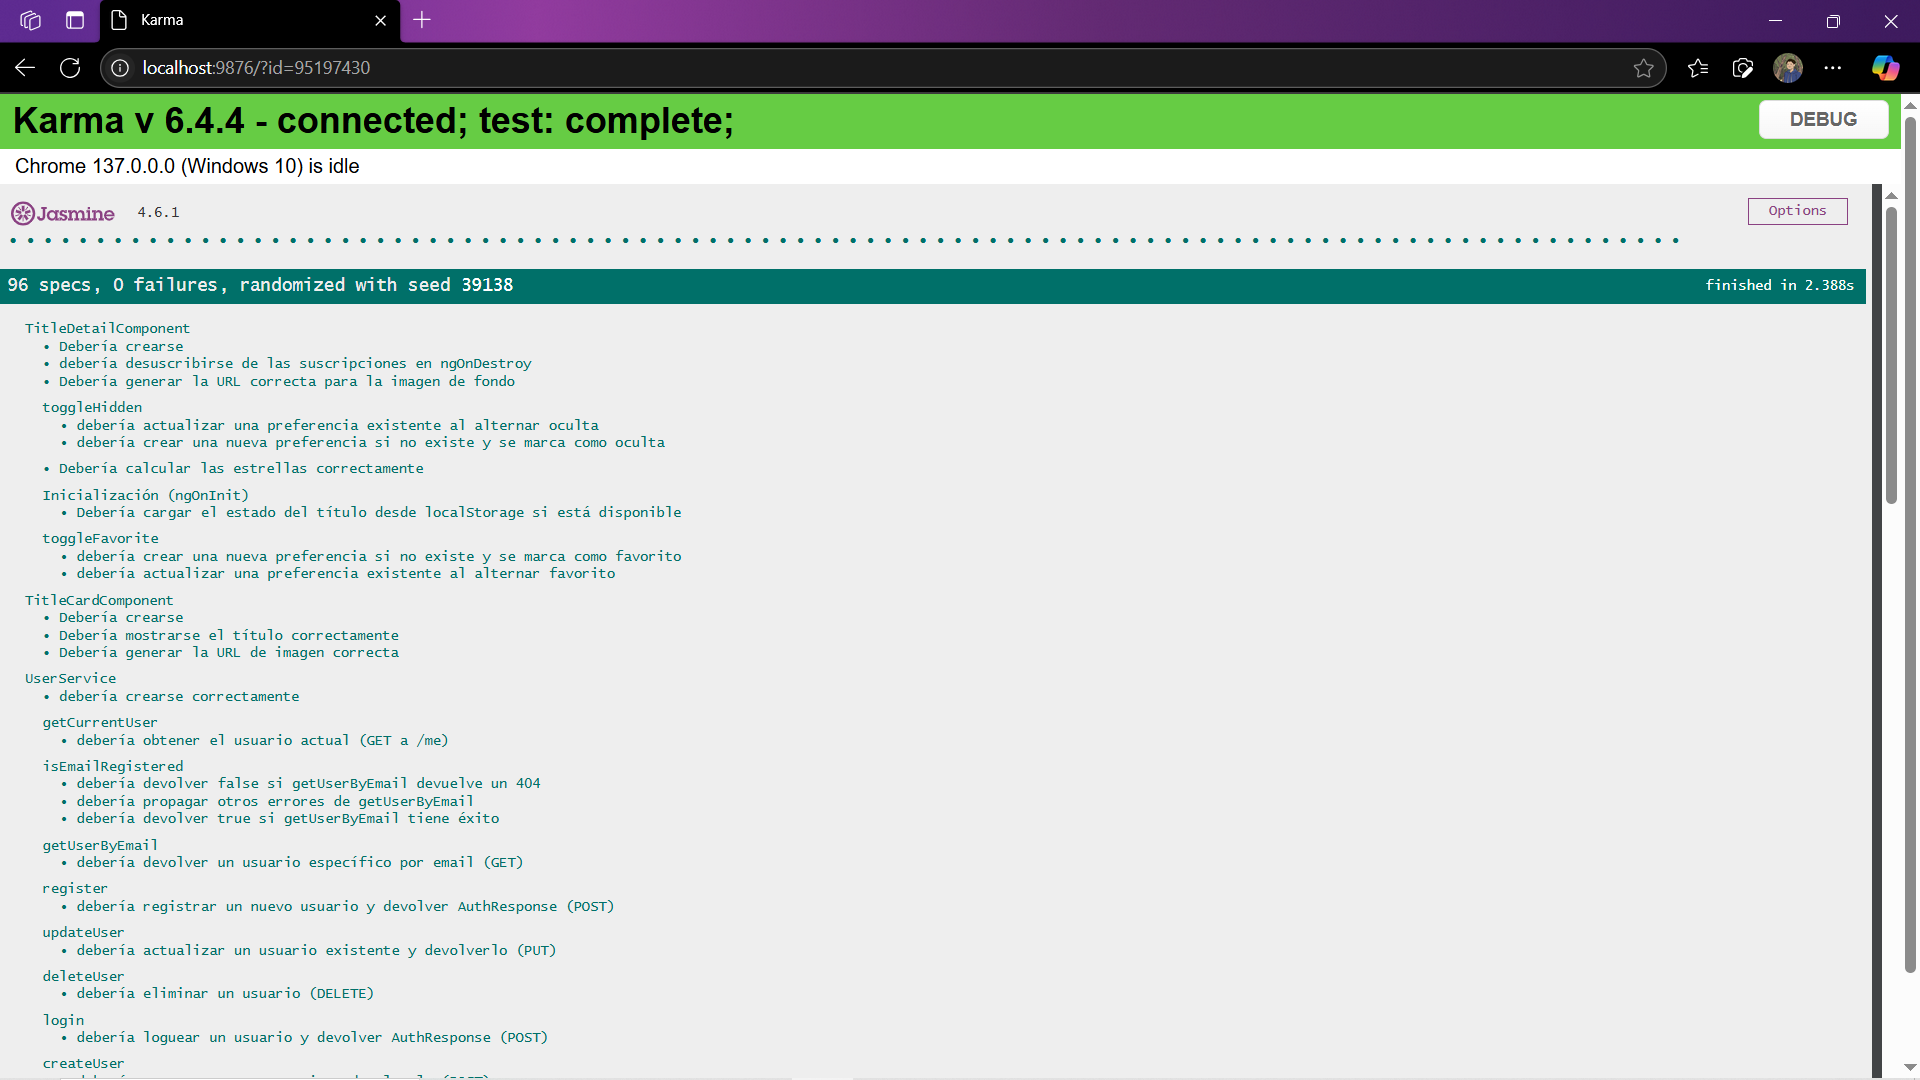 Karma
localhost:9876/?id=95197430
Karma v 6.4.4 - connected; test: complete;
DEBUG
Chrome 137.0.0.0 (Windows 10) is idle
Jasmine 4.6.1
Options
96 specs, 0 failures, randomized with seed 39138
finished in 2.388s
TitleDetailComponent
• Debería crearse
• debería desuscribirse de las suscripciones en ngOnDestroy
• Debería generar la URL correcta para la imagen de fondo
toggleHidden
• debería actualizar una preferencia existente al alternar oculta
• debería crear una nueva preferencia si no existe y se marca como oculta
• Debería calcular las estrellas correctamente
Inicialización (ngOnInit)
• Debería cargar el estado del título desde localStorage si está disponible
toggleFavorite
• debería crear una nueva preferencia si no existe y se marca como favorito
• debería actualizar una preferencia existente al alternar favorito
TitleCardComponent
• Debería crearse
• Debería mostrarse el título correctamente
• Debería generar la URL de imagen correcta
UserService
• debería crearse correctamente
getCurrentUser
• debería obtener el usuario actual (GET a /me)
isEmailRegistered
• debería devolver false si getUserByEmail devuelve un 404
• debería propagar otros errores de getUserByEmail
• debería devolver true si getUserByEmail tiene éxito
getUserByEmail
• debería devolver un usuario específico por email (GET)
register
• debería registrar un nuevo usuario y devolver AuthResponse (POST)
updateUser
• debería actualizar un usuario existente y devolverlo (PUT)
deleteUser
• debería eliminar un usuario (DELETE)
login
• debería loguear un usuario y devolver AuthResponse (POST)
createUser